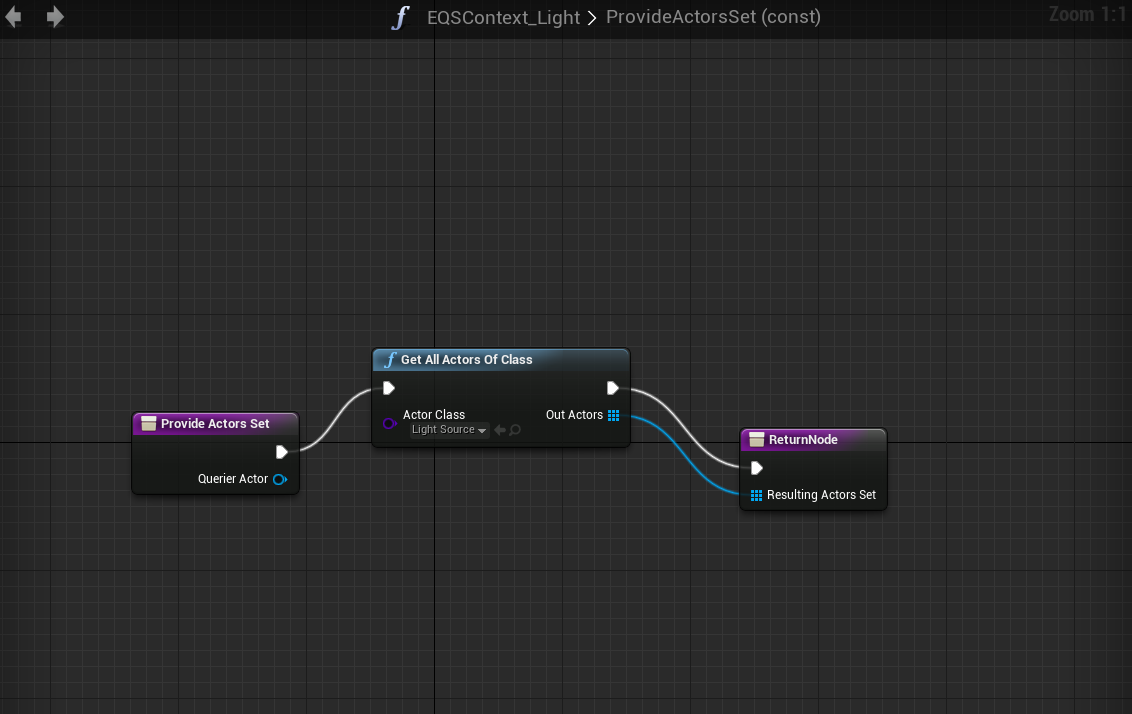 EQSContext_Light > ProvideActorsSet (const)
Zoom 1:1
f Get All Actors Of Class
Actor Class
Light Source
Out Actors
Provide Actors Set
Querier Actor
ReturnNode
Resulting Actors Set